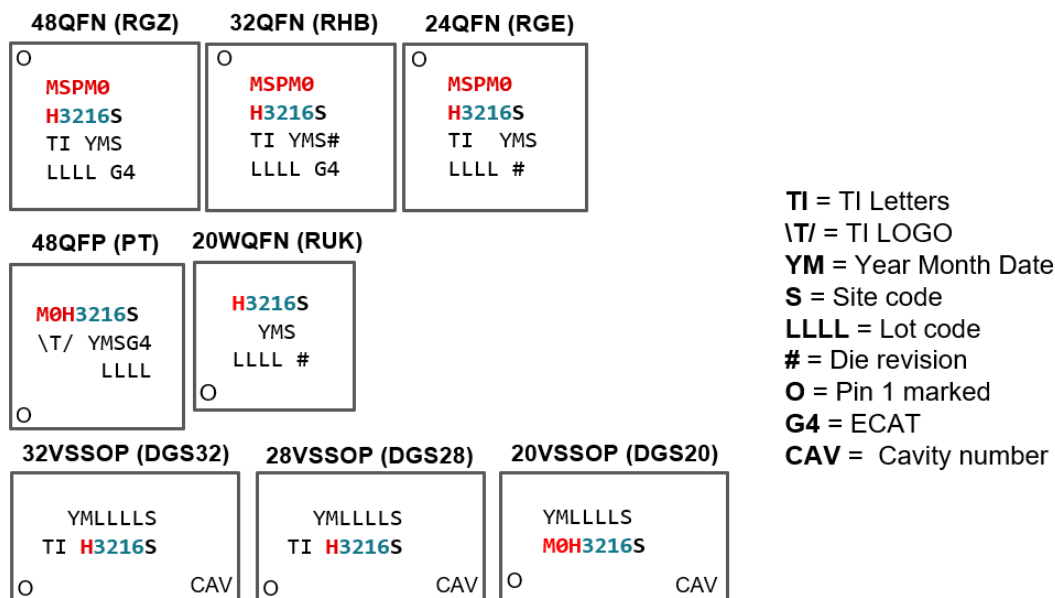 48QFN (RGZ)
O
MSPM0
H3216S
TI YMS
LLLL G4
32QFN (RHB)
O
MSPM0
H3216S
TI YMS#
LLLL G4
24QFN (RGE)
O
MSPM0
H3216S
TI YMS
LLLL #
48QFP (PT)
M0H3216S
\T/ YMSG4
LLLL
O
20WQFN (RUK)
H3216S
YMS
LLLL #
O
32VSSOP (DGS32)
YMLLLLS
TI H3216S
O CAV
28VSSOP (DGS28)
YMLLLLS
TI H3216S
O CAV
20VSSOP (DGS20)
YMLLLLS
M0H3216S
O CAV
TI = TI Letters
\T/ = TI LOGO
YM = Year Month Date
S = Site code
LLLL = Lot code
# = Die revision
O = Pin 1 marked
G4 = ECAT
CAV = Cavity number